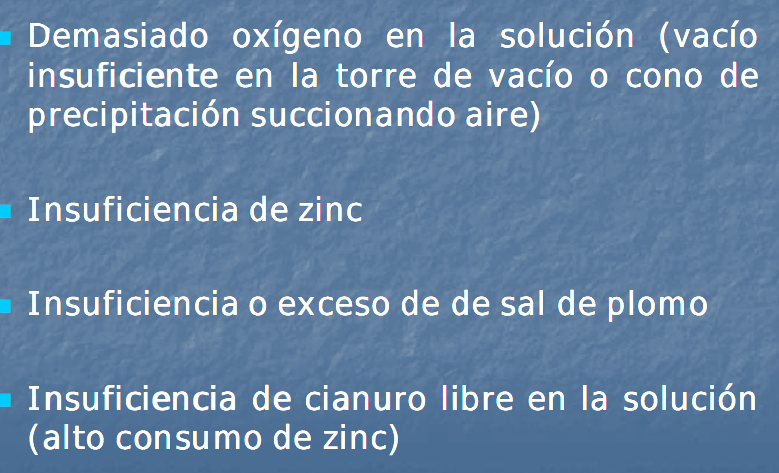 Demasiado oxígeno en la solución (vacío
insuficiente en la torre de vacío o cono de
precipitación succionando aire)
Insuficiencia de zinc
Insuficiencia o exceso de de sal de plomo
Insuficiencia de cianuro libre en la solución
(alto consumo de zinc)